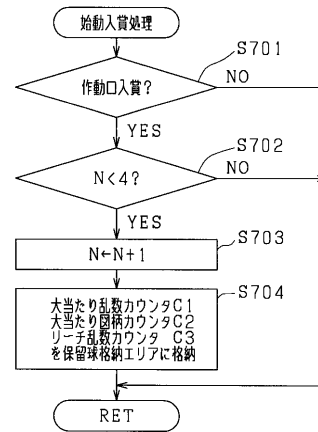 始動入賞処理
S701
作動口入賞?
NO
YES
S702
N<4?
NO
YES
S703
N←N+1
S704
大当たり乱数カウンタC1
大当たり図柄カウンタC2
リーチ乱数カウンタ C3
を保留球格納エリアに格納
RET